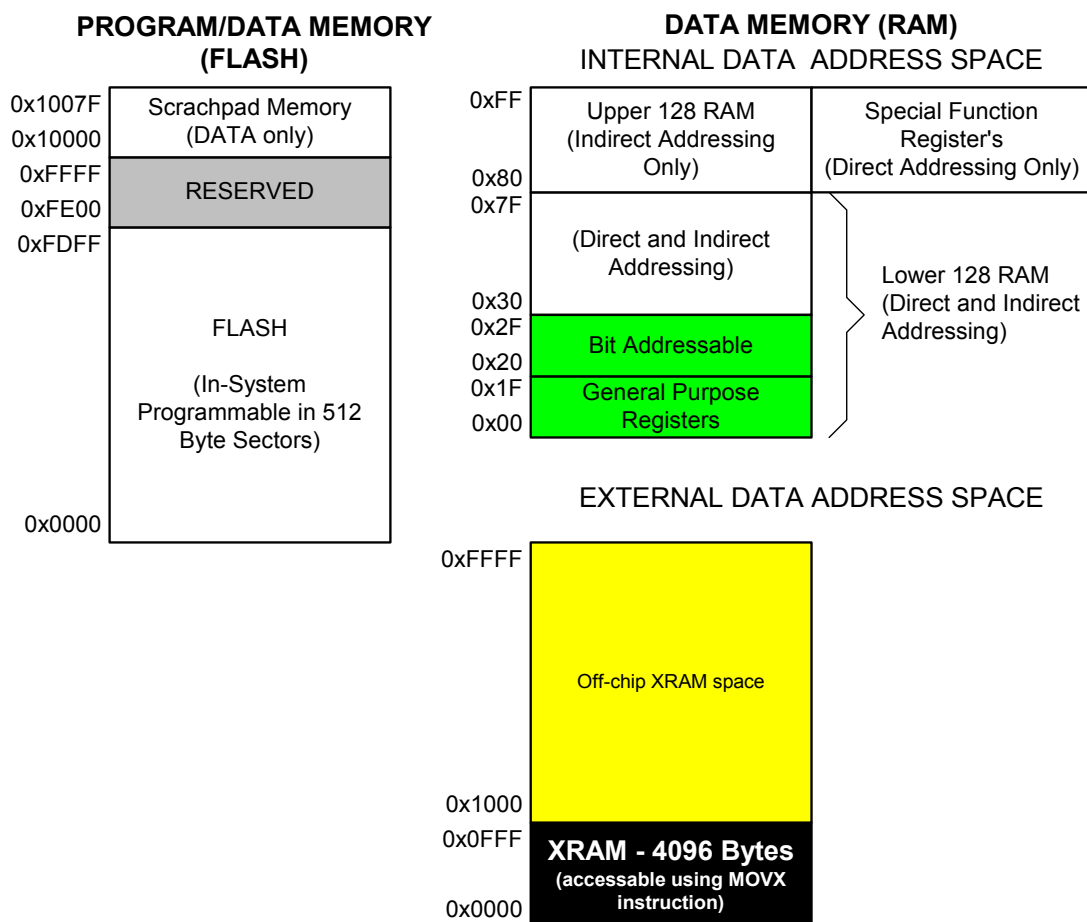 PROGRAM/DATA MEMORY
(FLASH)
0x1007F
Scrachpad Memory
0x10000
(DATA only)
0xFFFF
RESERVED
0xFE00
0xFDFF
FLASH
(In-System
Programmable in 512
Byte Sectors)
0x0000
DATA MEMORY (RAM)
INTERNAL DATA ADDRESS SPACE
0xFF
Upper 128 RAM
(Indirect Addressing
Only)
0x80
Special Function
Register's
(Direct Addressing Only)
0x7F
(Direct and Indirect
Addressing)
0x30
0x2F
Bit Addressable
0x20
0x1F
General Purpose
Registers
0x00
Lower 128 RAM
(Direct and Indirect
Addressing)
EXTERNAL DATA ADDRESS SPACE
0xFFFF
Off-chip XRAM space
0x1000
0x0FFF
XRAM - 4096 Bytes
(accessable using MOVX
instruction)
0x0000